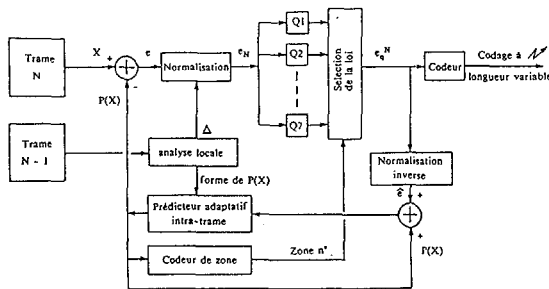 Trame
N
X
+
-
e
P(X)
Normalisation
e_N
Q1
Q2
Q7
Sélection
de la loi
e_q^N
Codeur
Codage à
longueur variable
Trame
N - 1
Δ
analyse locale
forme de P(X)
Normalisation
inverse
ê
+
+
P(X)
Prédicteur adaptatif
intra-trame
Codeur de zone
Zone n°